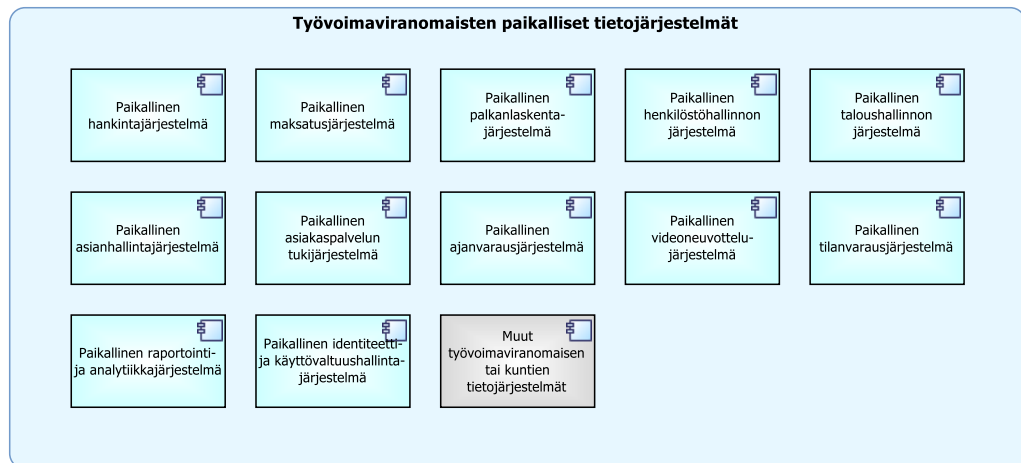 Työvoimaviranomaisten paikalliset tietojärjestelmät
Paikallinen
hankintajärjestelmä
Paikallinen
maksatusjärjestelmä
Paikallinen
palkanlaskenta-
järjestelmä
Paikallinen
henkilöstöhallinnon
järjestelmä
Paikallinen
taloushallinnon
järjestelmä
Paikallinen
asianhallintajärjestelmä
Paikallinen
asiakaspalvelun
tukijärjestelmä
Paikallinen
ajanvarausjärjestelmä
Paikallinen
videoneuvottelu-
järjestelmä
Paikallinen
tilanvarausjärjestelmä
Paikallinen raportointi-
ja analytiikkajärjestelmä
Paikallinen identiteetti-
ja käyttövaltuushallinta-
järjestelmä
Muut
työvoimaviranomaisen
tai kuntien
tietojärjestelmät